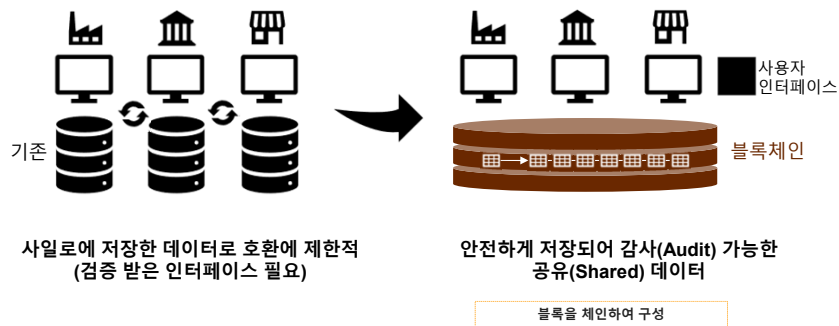 사용자
인터페이스
기존
블록체인
사일로에 저장한 데이터로 호환에 제한적
(검증 받은 인터페이스 필요)
안전하게 저장되어 감사(Audit) 가능한
공유(Shared) 데이터
블록을 체인하여 구성